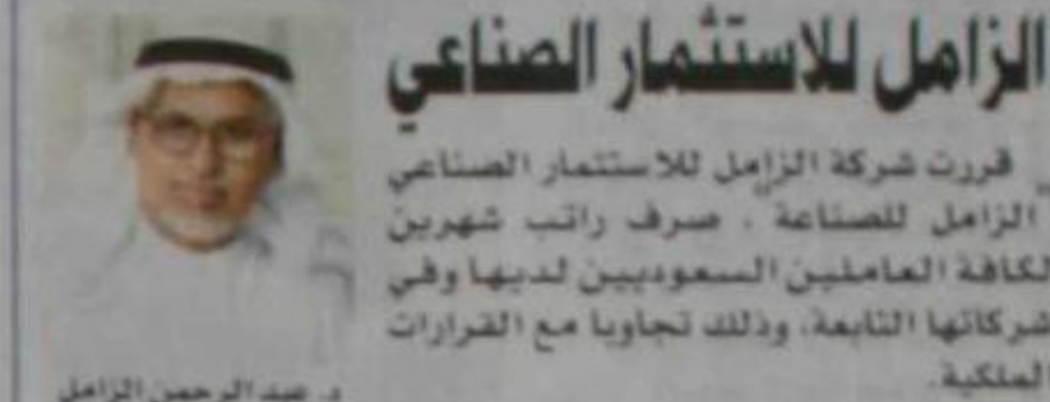 الزامل للاستثمار الصناعي
قررت شركة الزامل للاستثمار الصناعي
"الزامل للصناعة"، صرف راتب شهرين
لكافة العاملين السعوديين لديها وفي
شركاتها التابعة، وذلك تجاوبا مع القرارات
الملكية.
د. عبدالرحمن الزامل